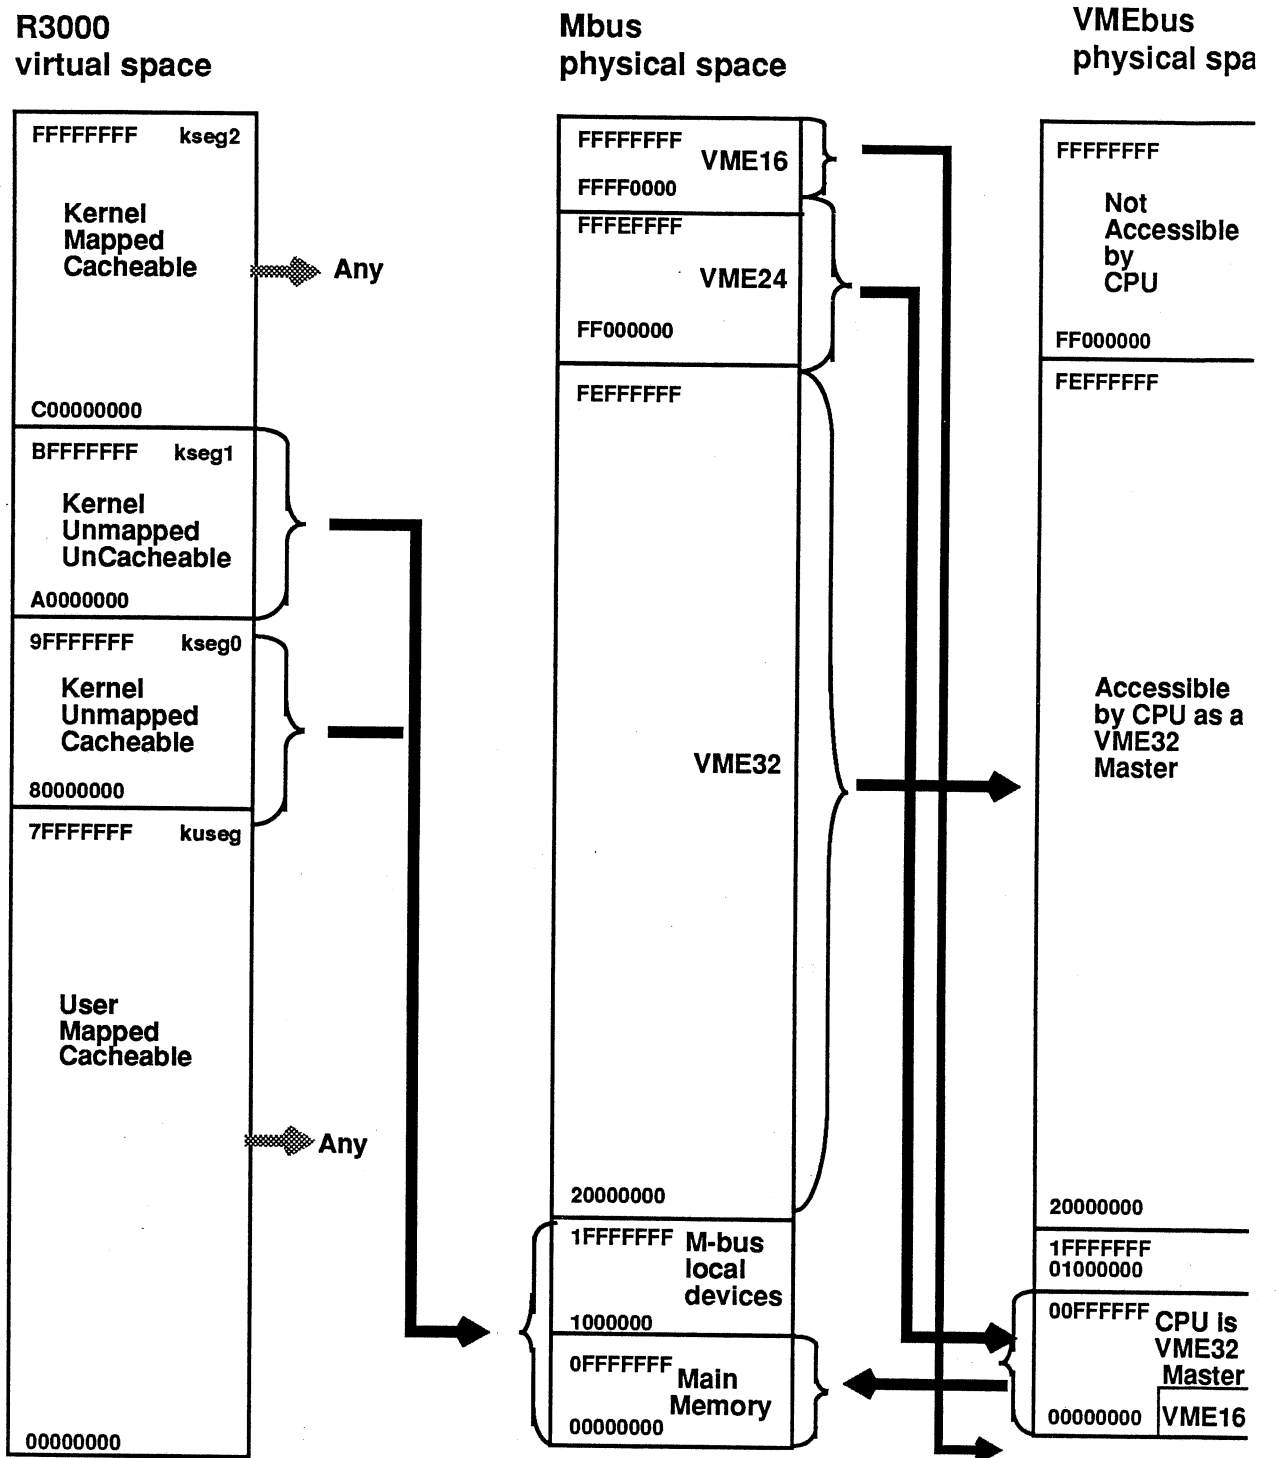 R3000
virtual space
FFFFFFFF kseg2
Kernel
Mapped
Cacheable
Any
C00000000
BFFFFFFF kseg1
Kernel
Unmapped
UnCacheable
A0000000
9FFFFFFF kseg0
Kernel
Unmapped
Cacheable
80000000
7FFFFFFF kuseg
User
Mapped
Cacheable
Any
00000000
Mbus
physical space
FFFFFFFF
VME16
FFFF0000
FFFEFFFF
VME24
FF000000
FEFFFFFF
VME32
20000000
1FFFFFFF M-bus
local
devices
1000000
0FFFFFFF Main
Memory
00000000
VMEbus
physical spa
FFFFFFFF
Not
Accessible
by
CPU
FF000000
FEFFFFFF
Accessible
by CPU as a
VME32
Master
20000000
1FFFFFFF
01000000
00FFFFFF CPU is
VME32
Master
00000000 VME16